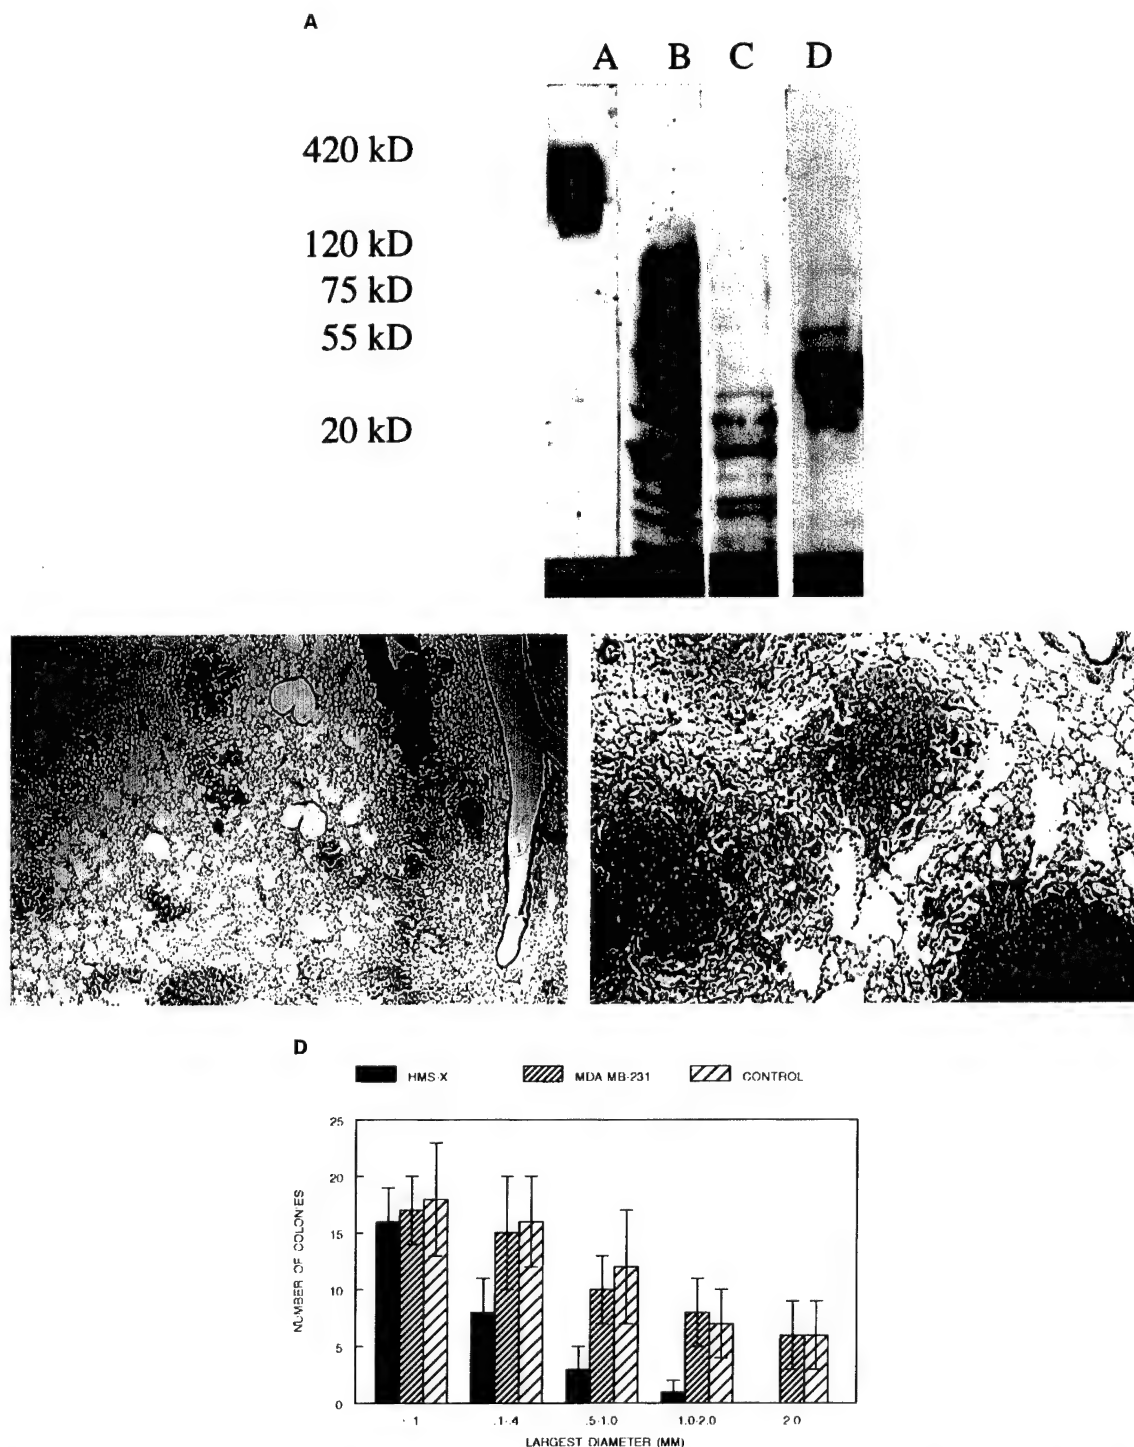 A
A B C D
420 kD
120 kD
75 kD
55 kD
20 kD
C
D
HMS-X MDA MB-231 CONTROL
25
20
15
10
5
0
NUMBER OF COLONIES
.1-.4 .5-1.0 1.0-2.0 2.0
LARGEST DIAMETER (MM)